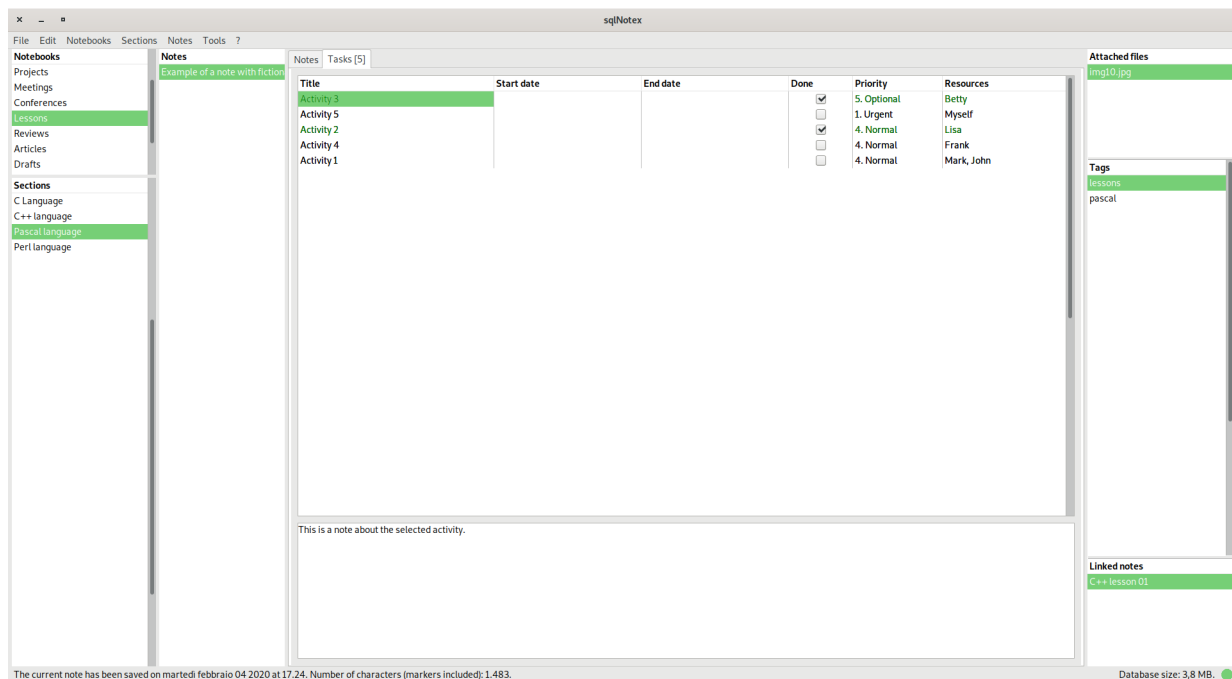 sqlNotex
File Edit Notebooks Sections Notes Tools ?
Notebooks
Projects
Meetings
Conferences
Lessons
Reviews
Articles
Drafts
Sections
C Language
C++ language
Pascal language
Perl language
Notes
Example of a note with fiction
Notes Tasks [5]
Title Start date End date Done Priority Resources
Activity 3 5. Optional Betty
Activity 5 1. Urgent Myself
Activity 2 4. Normal Lisa
Activity 4 4. Normal Frank
Activity 1 4. Normal Mark, John
This is a note about the selected activity.
Attached files
img10.jpg
Tags
lessons
pascal
Linked notes
C++ lesson 01
The current note has been saved on martedì febbraio 04 2020 at 17.24. Number of characters (markers included): 1.483.
Database size: 3,8 MB.